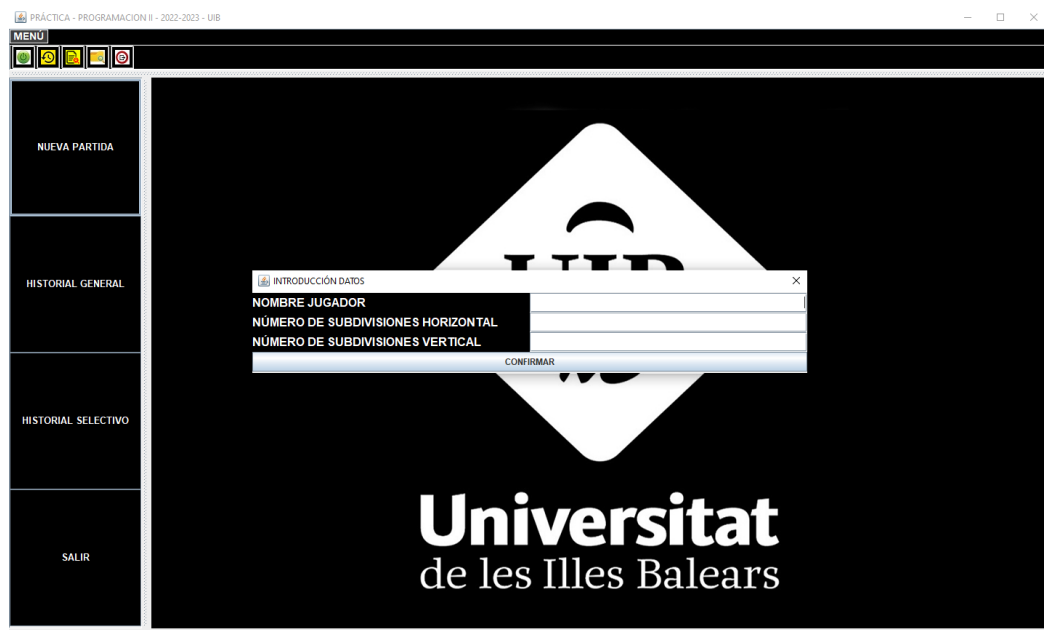 PRÁCTICA - PROGRAMACION II - 2022-2023 - UIB
MENÚ
NUEVA PARTIDA
HISTORIAL GENERAL
HISTORIAL SELECTIVO
SALIR
INTRODUCCIÓN DATOS
NOMBRE JUGADOR
NÚMERO DE SUBDIVISIONES HORIZONTAL
NÚMERO DE SUBDIVISIONES VERTICAL
CONFIRMAR
UIB
Universitat
de les Illes Balears